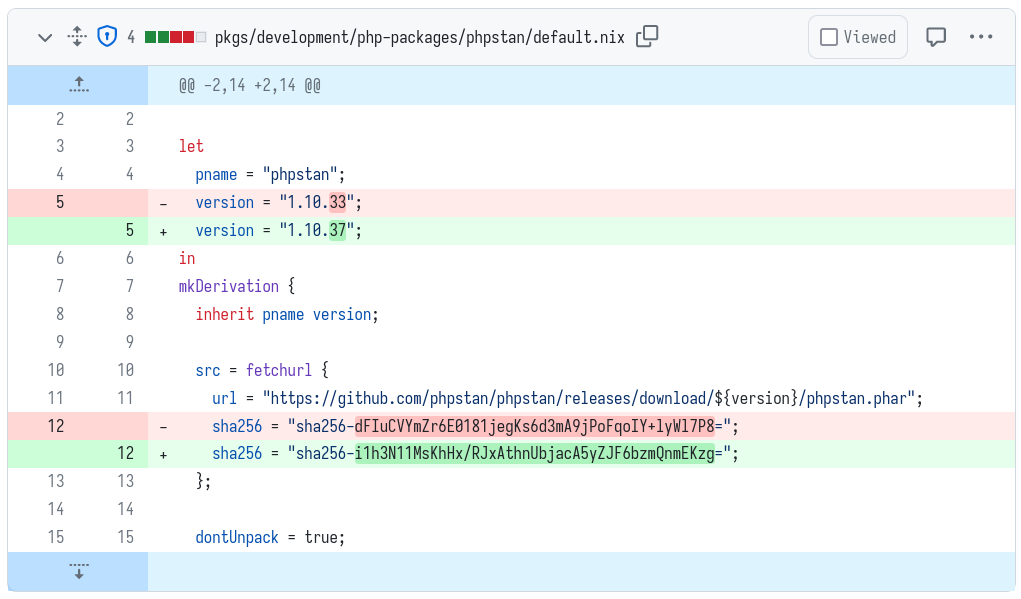 4 pkgs/development/php-packages/phpstan/default.nix Viewed
@@ -2,14 +2,14 @@
2 2
3 3 let
4 4 pname = "phpstan";
5 - version = "1.10.33";
5 + version = "1.10.37";
6 6 in
7 7 mkDerivation {
8 8 inherit pname version;
9 9
10 10 src = fetchurl {
11 11 url = "https://github.com/phpstan/phpstan/releases/download/${version}/phpstan.phar";
12 - sha256 = "sha256-dFIuCVYmZr6E0181jegKs6d3mA9jPoFqoIY+lyWl7P8=";
12 + sha256 = "sha256-i1h3N11MsKhHx/RJxAthnUbjacA5yZJF6bzmQnmEKzg=";
13 13 };
14 14
15 15 dontUnpack = true;